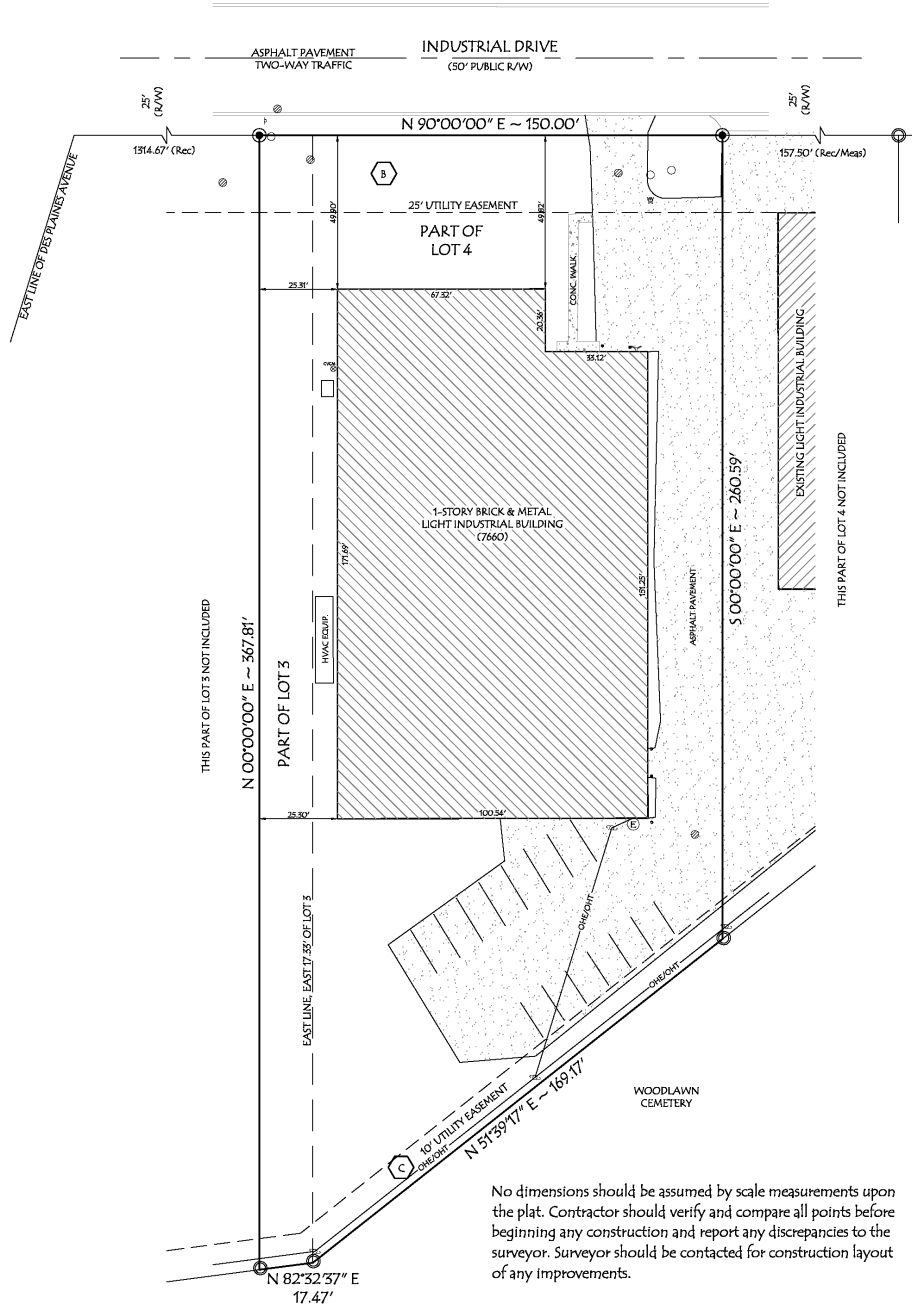 INDUSTRIAL DRIVE
(50' PUBLIC R/W)
ASPHALT PAVEMENT
TWO-WAY TRAFFIC
25'
(R/W)
25'
(R/W)
P
N 90°00'00" E ~ 150.00'
1314.67' (Rec)
157.50' (Rec/Meas)
EAST LINE OF DES PLAINES AVENUE
B
49.90'
49.82'
25' UTILITY EASEMENT
PART OF
LOT 4
CONC. WALK
25.31'
67.32'
20.36'
33.12'
EXISTING LIGHT INDUSTRIAL BUILDING
THIS PART OF LOT 4 NOT INCLUDED
1-STORY BRICK & METAL
LIGHT INDUSTRIAL BUILDING
(7660)
171.69'
151.25'
S 00°00'00" E ~ 260.59'
ASPHALT PAVEMENT
HVAC EQUIP.
THIS PART OF LOT 3 NOT INCLUDED
N 00°00'00" E ~ 367.81'
PART OF LOT 3
25.30'
100.54'
E
EAST LINE, EAST 17.33' OF LOT 3
OHE/OHT
OHE/OHT
10' UTILITY EASEMENT
N 51°39'17" E ~ 169.17'
C
OHE/OHT
WOODLAWN
CEMETERY
N 82°32'37" E
17.47'
No dimensions should be assumed by scale measurements upon
the plat. Contractor should verify and compare all points before
beginning any construction and report any discrepancies to the
surveyor. Surveyor should be contacted for construction layout
of any improvements.